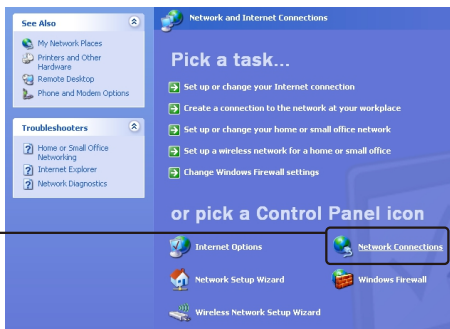 See Also
My Network Places
Printers and Other
Hardware
Remote Desktop
Phone and Modem Options
Troubleshooters
Home or Small Office
Networking
Internet Explorer
Network Diagnostics
Network and Internet Connections
Pick a task...
Set up or change your Internet connection
Create a connection to the network at your workplace
Set up or change your home or small office network
Set up a wireless network for a home or small office
Change Windows Firewall settings
or pick a Control Panel icon
Internet Options
Network Connections
Network Setup Wizard
Windows Firewall
Wireless Network Setup Wizard